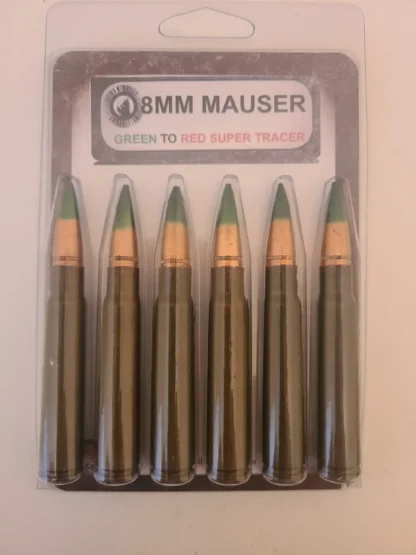 8MM MAUSER
GREEN TO RED SUPER TRACER